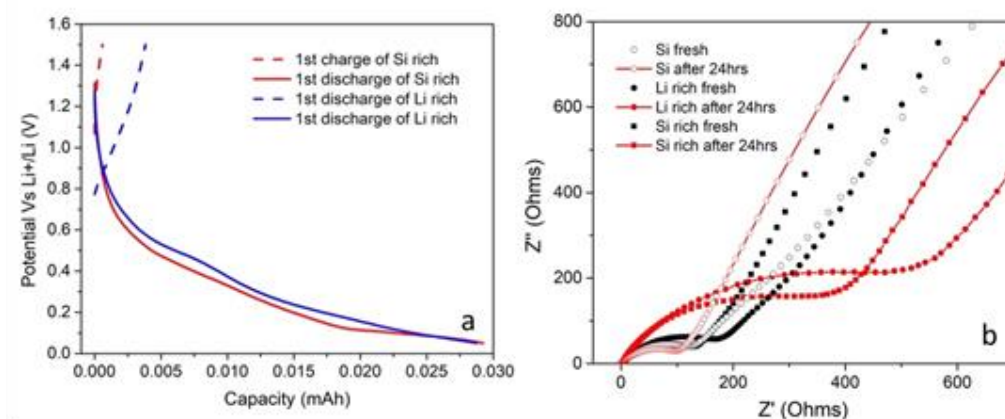 1.6
1.4
1.2
1.0
0.8
0.6
0.4
0.2
0.0
Potential Vs Li+/Li (V)
1st charge of Si rich
1st discharge of Si rich
1st discharge of Li rich
1st discharge of Li rich
a
0.000 0.005 0.010 0.015 0.020 0.025 0.030
Capacity (mAh)
800
600
400
200
0
Z" (Ohms)
Si fresh
Si after 24hrs
Li rich fresh
Li rich after 24hrs
Si rich fresh
Si rich after 24hrs
b
0 200 400 600
Z' (Ohms)